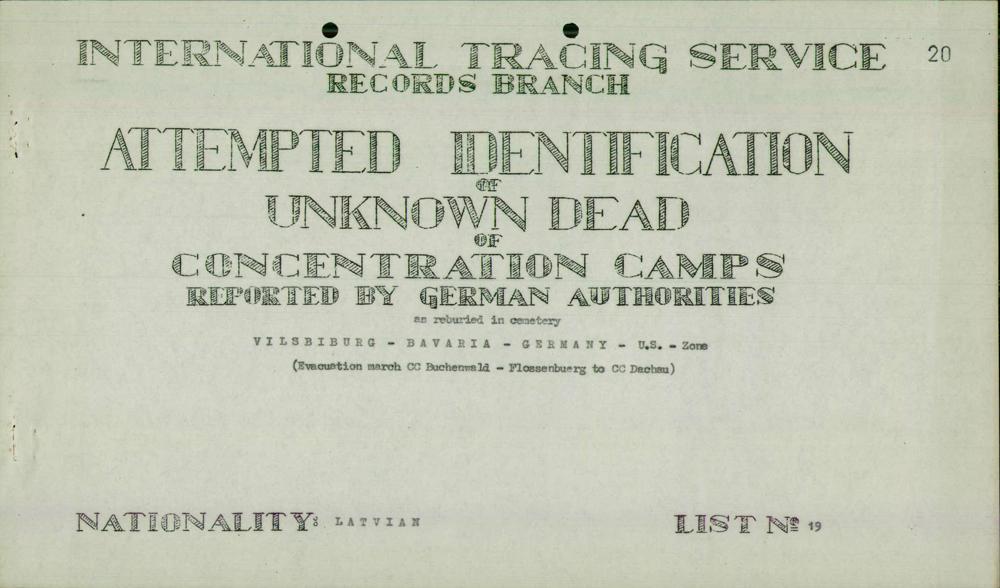 INTERNATIONAL TRACING SERVICE 20
RECORDS BRANCH
ATTEMPTED IDENTIFICATION
OF
UNKNOWN DEAD
OF
CONCENTRATION CAMPS
REPORTED BY GERMAN AUTHORITIES
as reburied in cemetery
VILSBIBURG - BAVARIA - GERMANY - U.S. - Zone
(Evacuation march CC Buchenwald - Flossenbuerg to CC Dachau)
NATIONALITY: LATVIAN LIST Nº 19